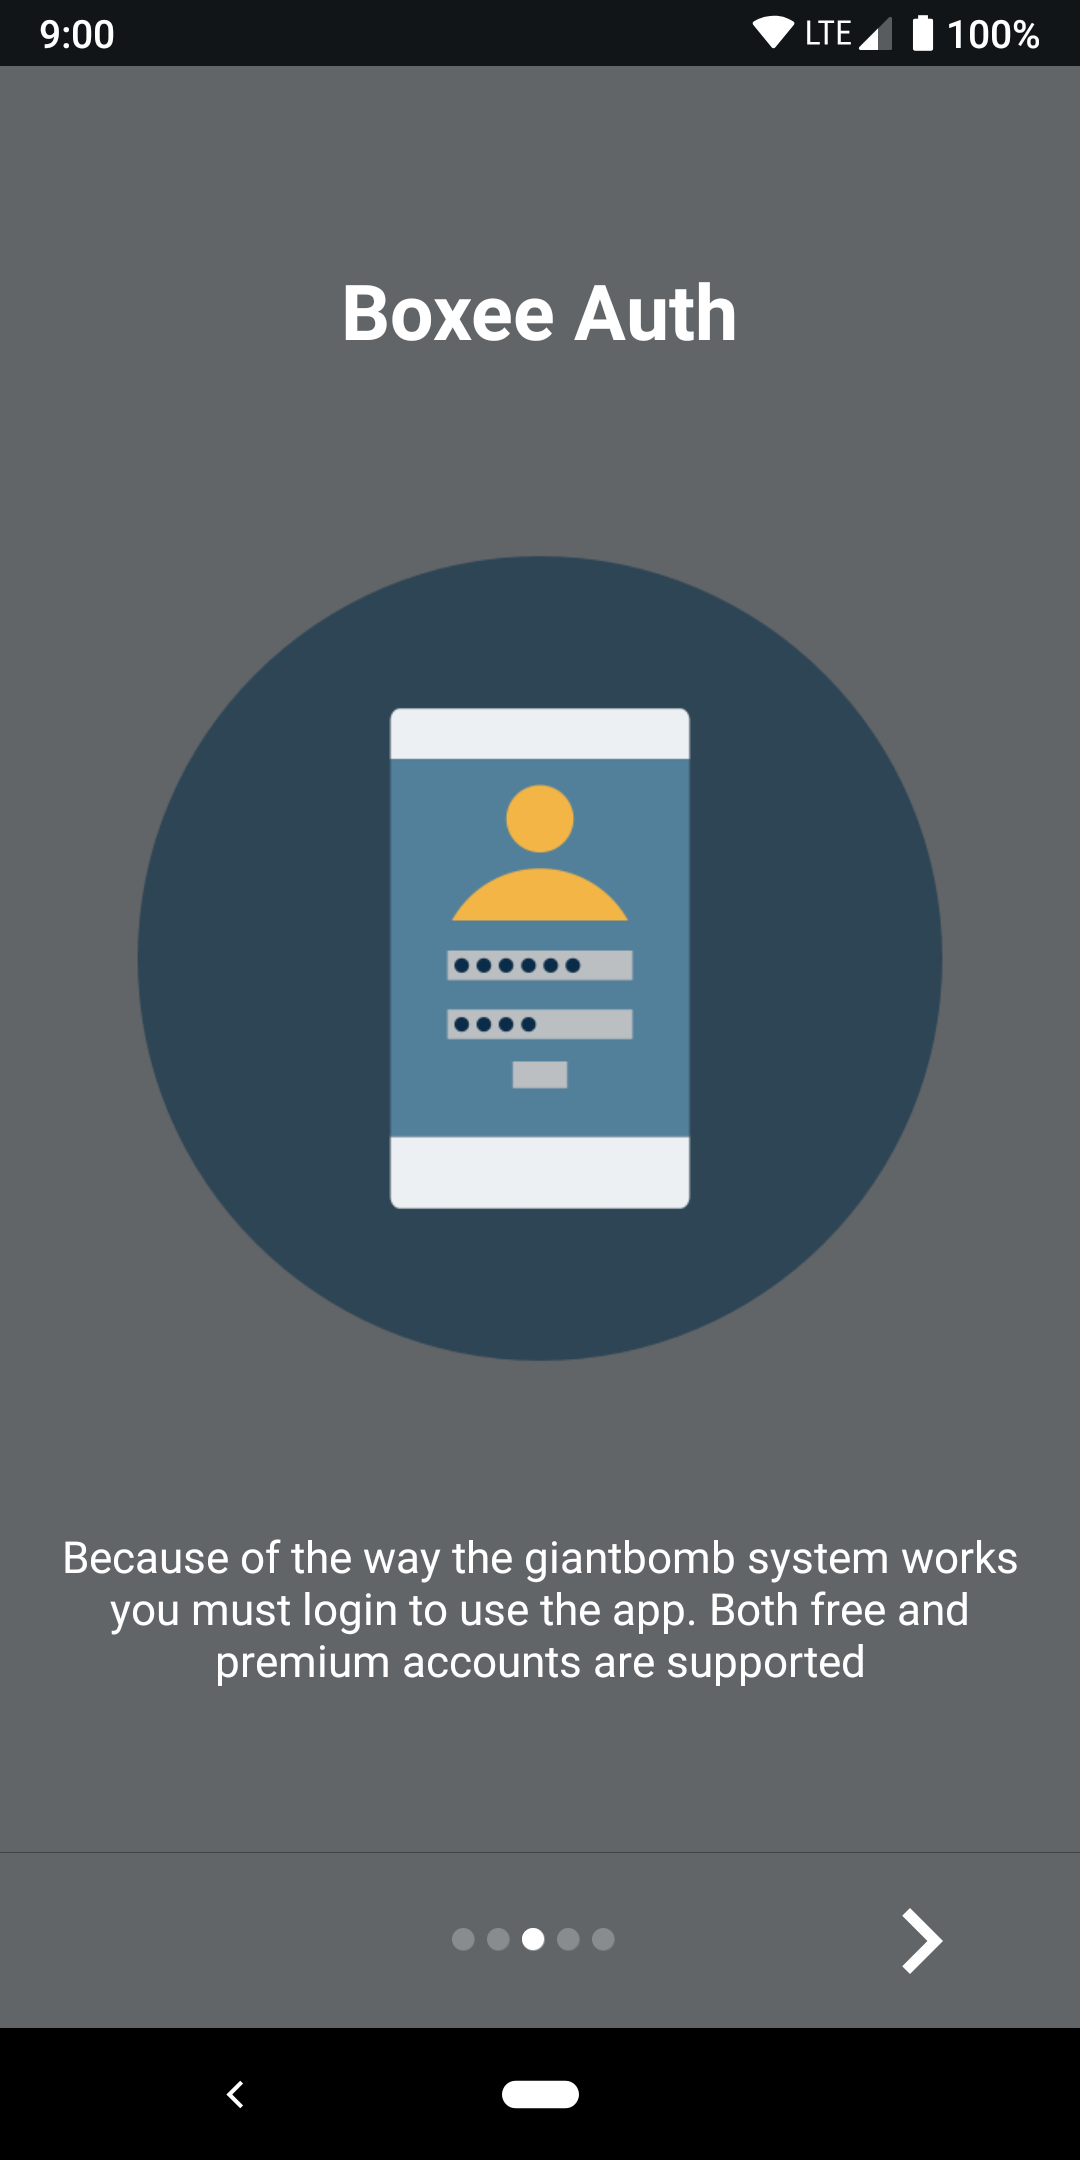 9:00 LTE 100%
Boxee Auth
Because of the way the giantbomb system works
you must login to use the app. Both free and
premium accounts are supported